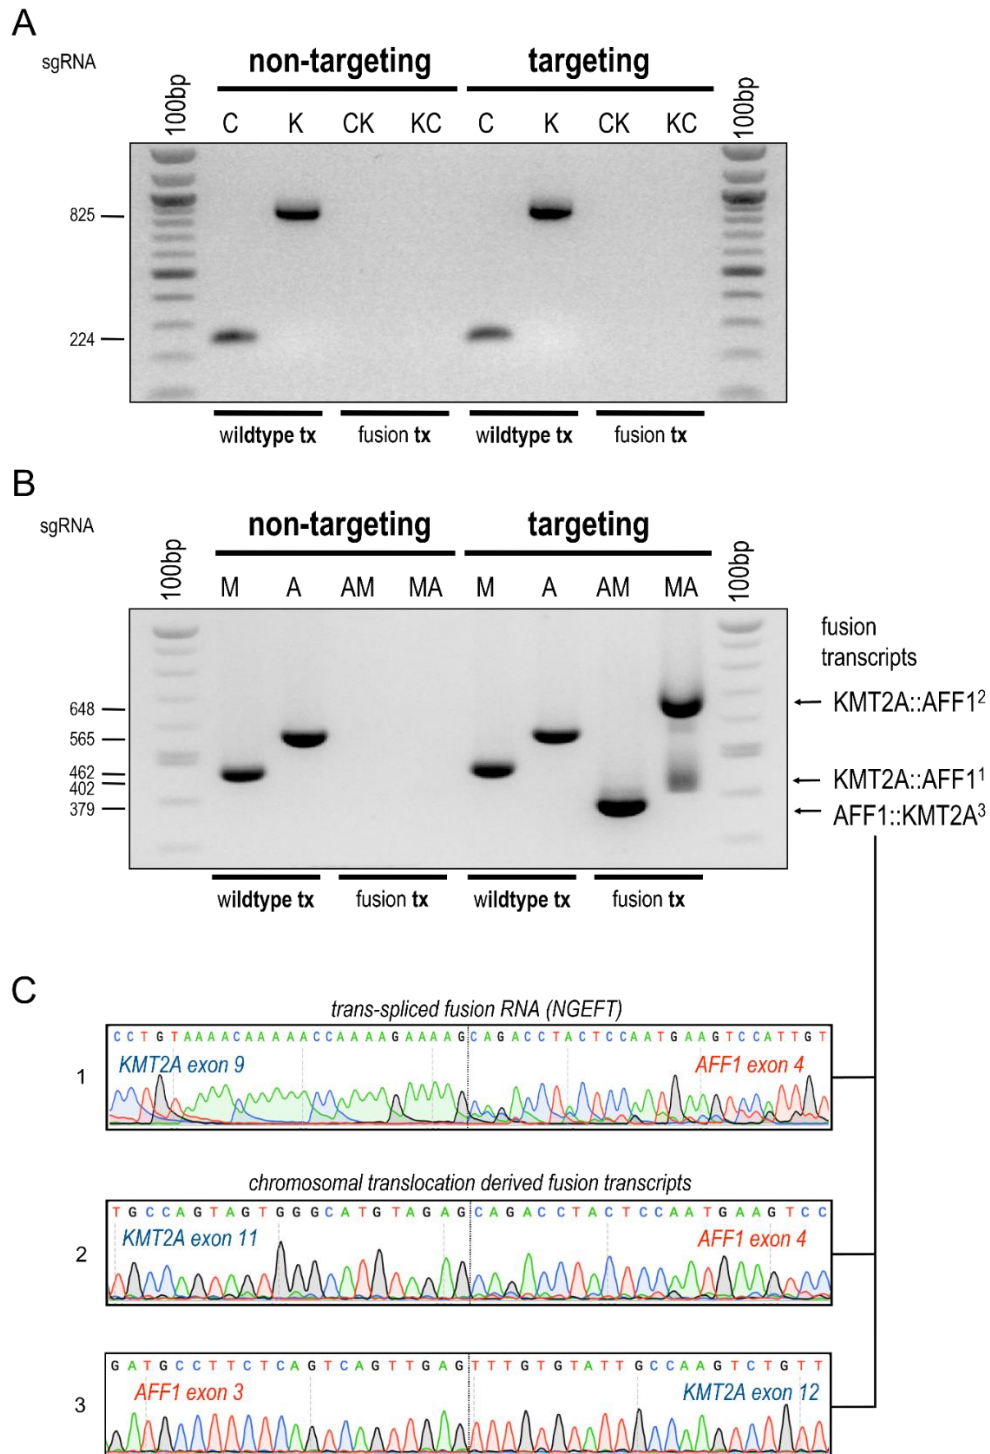 A
sgRNA
non-targeting targeting
100bp C K CK KC C K CK KC 100bp
825
224
wildtype tx fusion tx wildtype tx fusion tx
B
sgRNA
non-targeting targeting
100bp M A AM MA M A AM MA 100bp
fusion
transcripts
648
KMT2A::AFF1²
565
462
KMT2A::AFF1¹
402
379
AFF1::KMT2A³
wildtype tx fusion tx wildtype tx fusion tx
C
trans-spliced fusion RNA (NGEFT)
CCTGTAAAACAAAAACCAAAAGAAAAGCAGACCTACTCCAATGAAGTCCATTGT
KMT2A exon 9 AFF1 exon 4
1
chromosomal translocation derived fusion transcripts
TGCCAGTAGTGGGCATGTAGAGCAGACCTACTCCAATGAAGTCC
KMT2A exon 11 AFF1 exon 4
2
GATGCCTTCTCAGTCAGTTGAGTTTGTGTATTGCCAAGTCTGTT
AFF1 exon 3 KMT2A exon 12
3